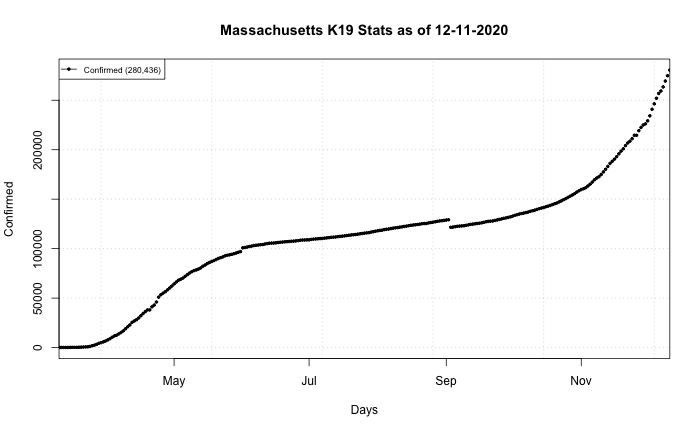 Massachusetts K19 Stats as of 12-11-2020
Confirmed (280,436)
Confirmed
200000
100000
50000
0
May
Jul
Sep
Nov
Days